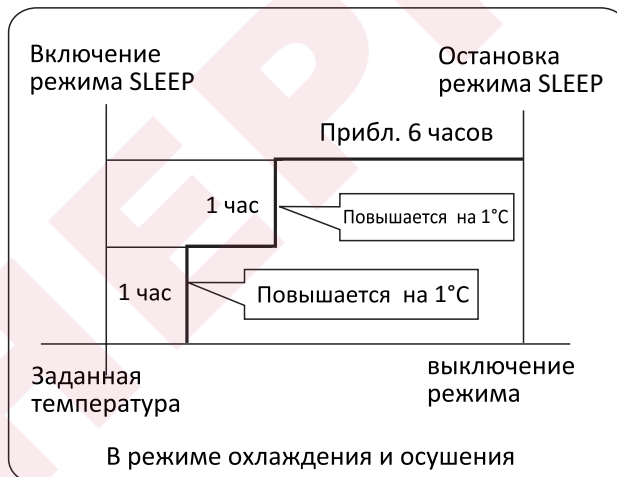 Включение
режима SLEEP
Остановка
режима SLEEP
Прибл. 6 часов
1 час
Повышается на 1°C
1 час
Повышается на 1°C
Заданная
температура
выключение
режима
В режиме охлаждения и осушения